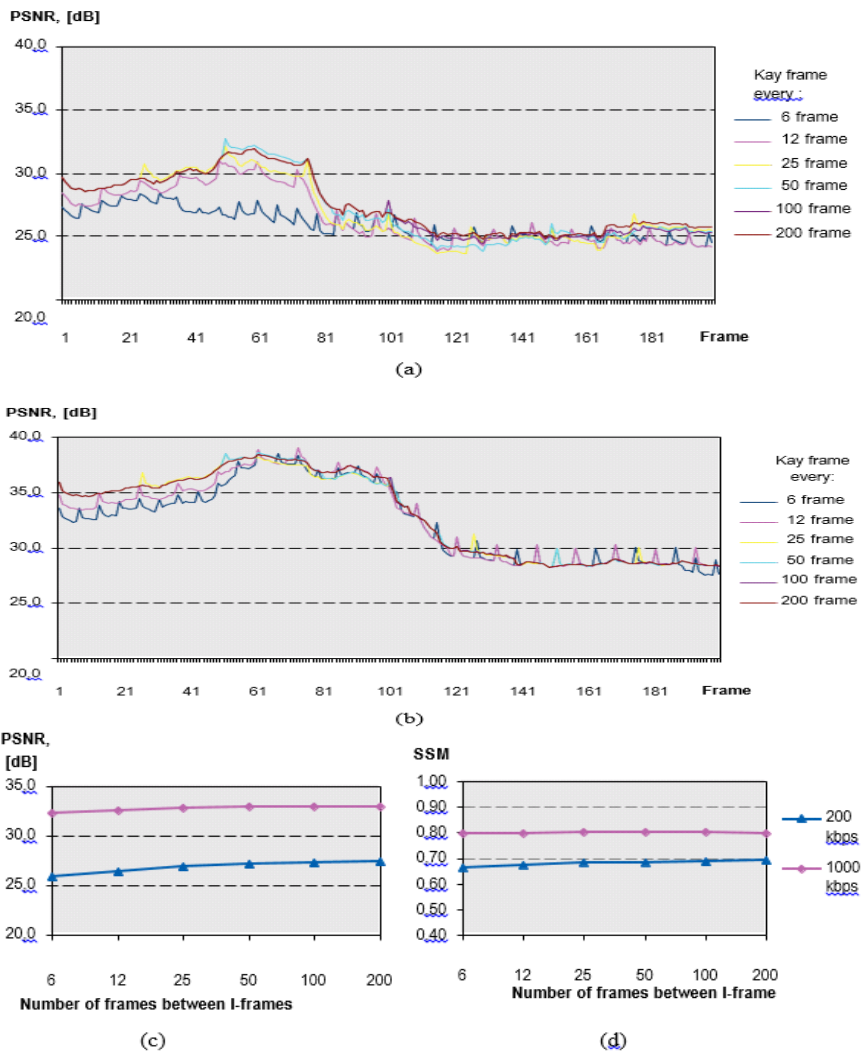 PSNR, [dB]
40,0
35,0
30,0
25,0
20,0
1 21 41 61 81 101 121 141 161 181 Frame
Kay frame
every :
6 frame
12 frame
25 frame
50 frame
100 frame
200 frame
(a)
PSNR, [dB]
40,0
35,0
30,0
25,0
20,0
1 21 41 61 81 101 121 141 161 181 Frame
Kay frame
every:
6 frame
12 frame
25 frame
50 frame
100 frame
200 frame
(b)
PSNR,
[dB]
35,0
30,0
25,0
20,0
6 12 25 50 100 200
Number of frames between I-frames
(c)
SSM
1,00
0,90
0,80
0,70
0,60
0,50
0,40
6 12 25 50 100 200
Number of frames between I-frame
200
kbps
1000
kbps
(d)